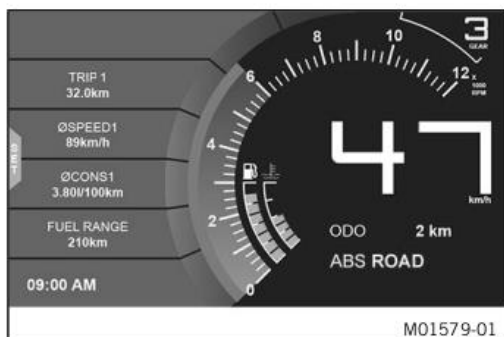 TRIP 1
32.0km
ØSPEED1
89km/h
ØCONS1
3.80l/100km
FUEL RANGE
210km
09:00 AM
SET
0
2
4
6
8
10
12
x
1000
RPM
3
GEAR
47
km/h
ODO 2 km
ABS ROAD
M01579-01